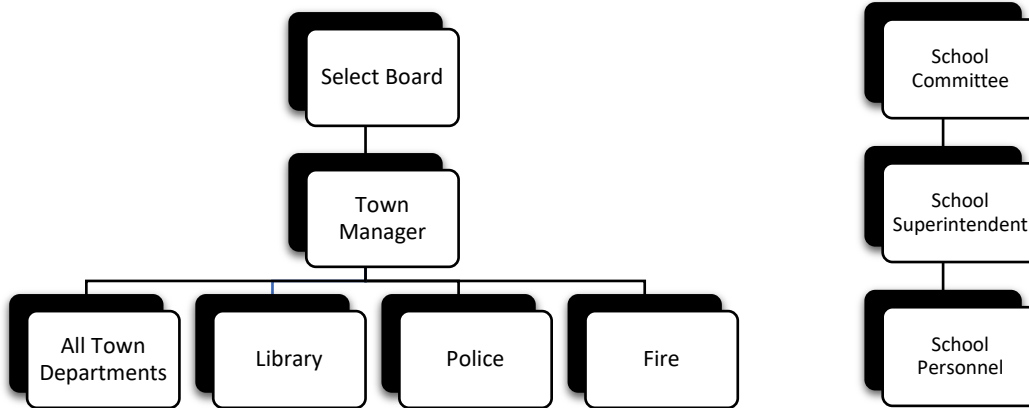 Select Board
Town
Manager
All Town
Departments
Library
Police
Fire
School
Committee
School
Superintendent
School
Personnel